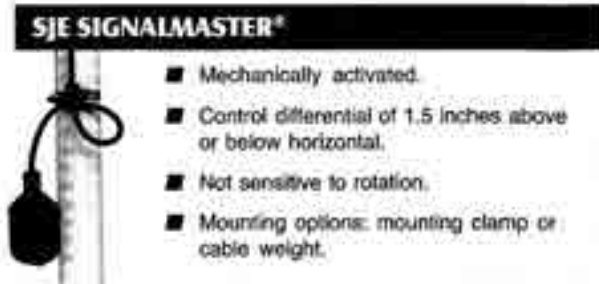 SJE SIGNALMASTER®
■ Mechanically activated.
■ Control differential of 1.5 inches above
or below horizontal.
■ Not sensitive to rotation.
■ Mounting options: mounting clamp or
cable weight.